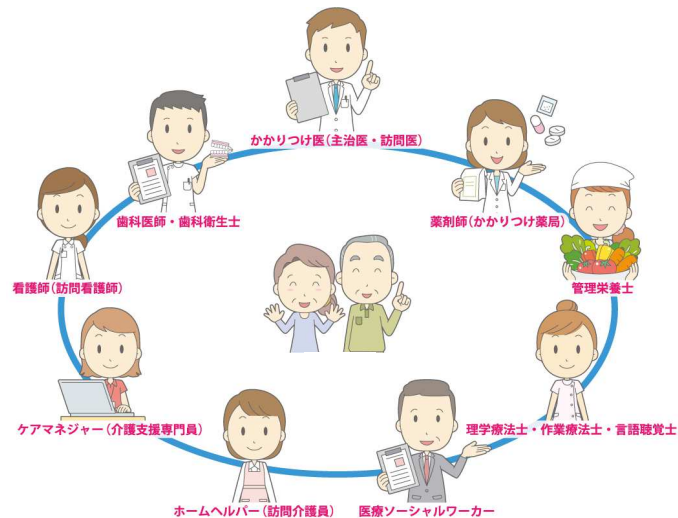 かかりつけ医(主治医・訪問医)
歯科医師・歯科衛生士
薬剤師(かかりつけ薬局)
看護師(訪問看護師)
管理栄養士
ケアマネジャー(介護支援専門員)
理学療法士・作業療法士・言語聴覚士
ホームヘルパー(訪問介護員)
医療ソーシャルワーカー